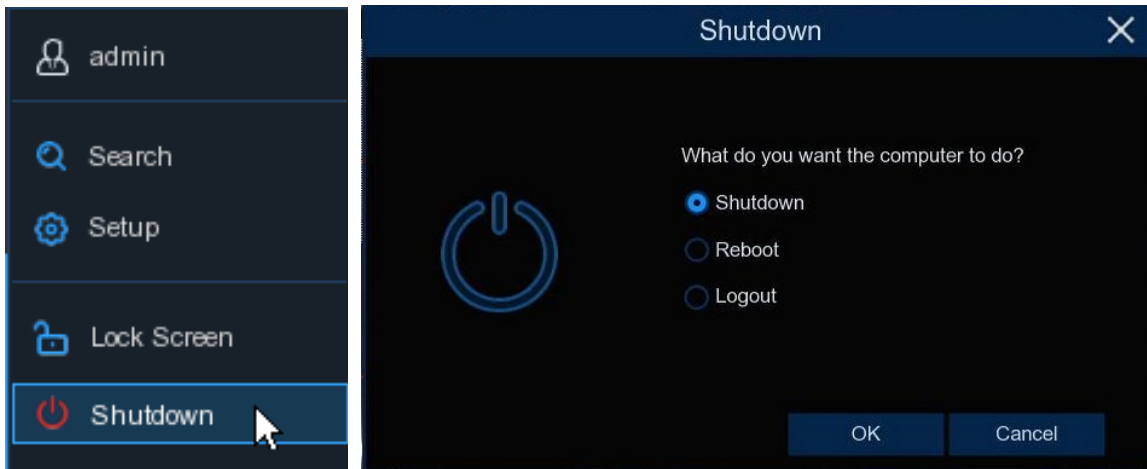 admin
Search
Setup
Lock Screen
Shutdown
Shutdown
What do you want the computer to do?
Shutdown
Reboot
Logout
OK
Cancel